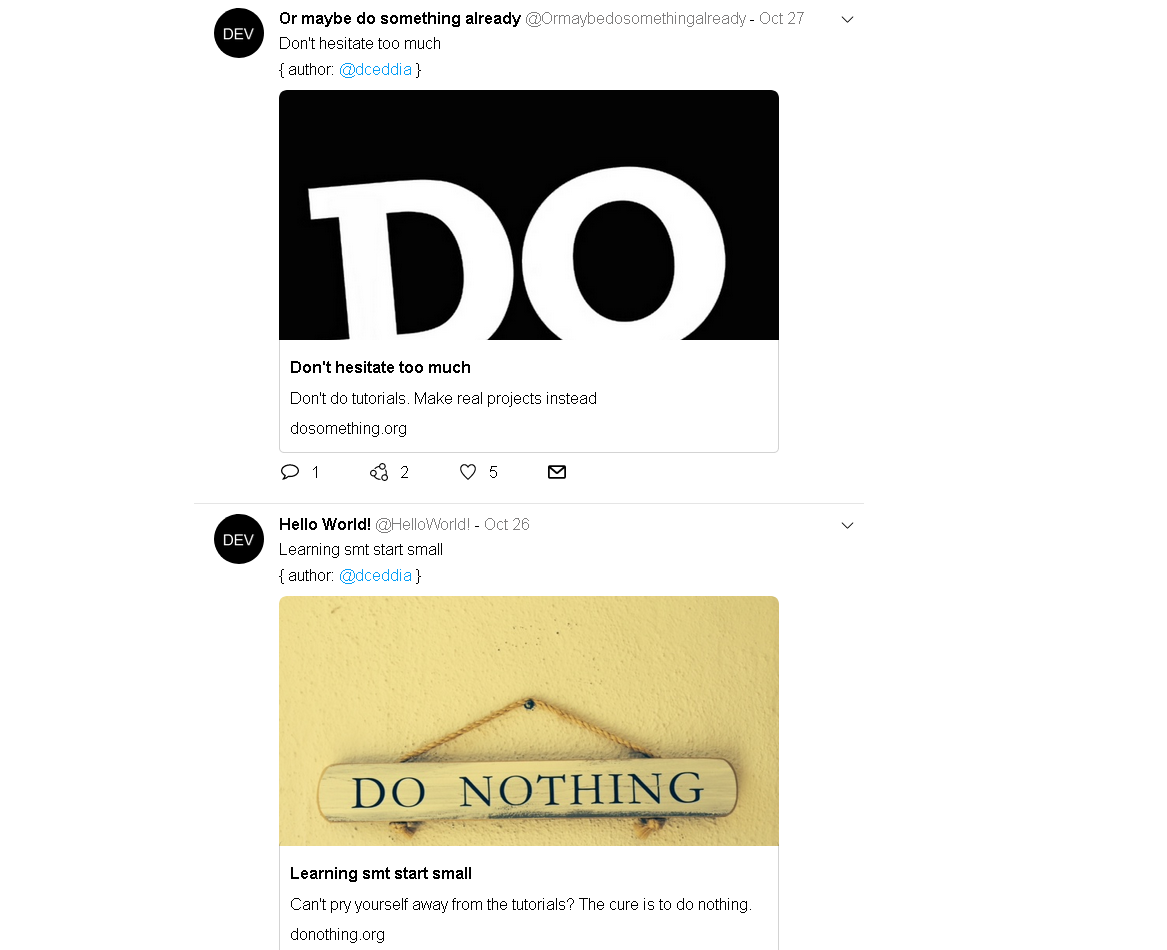 DEV
Or maybe do something already @Ormaybedosomethingalready - Oct 27
Don't hesitate too much
{ author: @dceddia }
DO
Don't hesitate too much
Don't do tutorials. Make real projects instead
dosomething.org
1 2 5
DEV
Hello World! @HelloWorld! - Oct 26
Learning smt start small
{ author: @dceddia }
DO NOTHING
Learning smt start small
Can't pry yourself away from the tutorials? The cure is to do nothing.
donothing.org